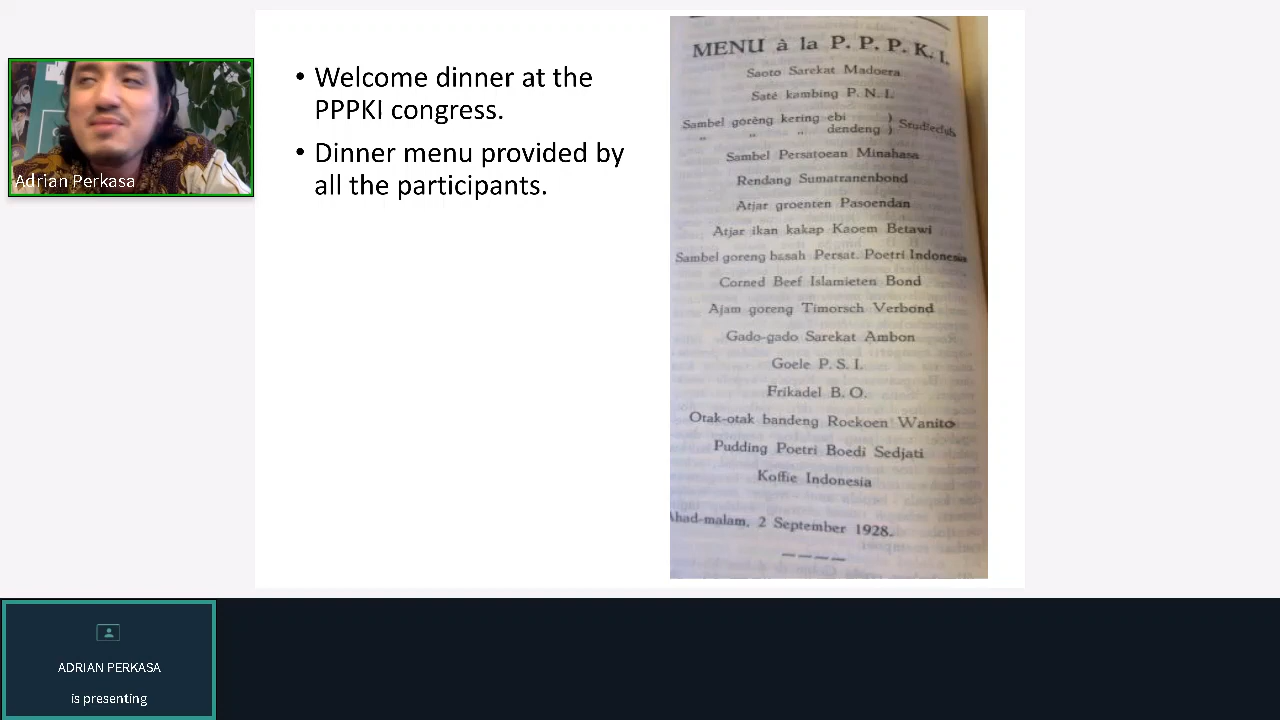 • Welcome dinner at the
PPPKI congress.
• Dinner menu provided by
all the participants.
Adrian Perkasa
MENU à la P. P. P. K. I.
Saoto Sarekat Madoera
Saté kambing P. N. I.
Sambel gorèng kering ebi ) Studieclub
„ „ „ dendeng )
Sambel Persatoean Minahasa
Rendang Sumatranenbond
Atjar groenten Pasoendan
Atjar ikan kakap Kaoem Betawi
Sambel goreng basah Persat. Poetri Indonesia
Corned Beef Islamieten Bond
Ajam goreng Timorsch Verbond
Gado-gado Sarekat Ambon
Goele P. S. I.
Frikadel B. O.
Otak-otak bandeng Roekoen Wanito
Pudding Poetri Boedi Sedjati
Koffie Indonesia
Ahad-malam, 2 September 1928.
ADRIAN PERKASA
is presenting